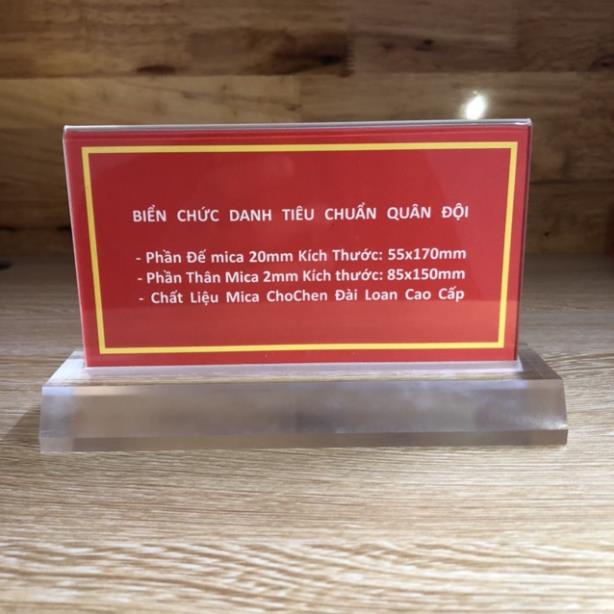 BIỂN CHỨC DANH TIÊU CHUẨN QUÂN ĐỘI
- Phần Đế mica 20mm Kích Thước: 55x170mm
- Phần Thân Mica 2mm Kích thước: 85x150mm
- Chất Liệu Mica ChoChen Đài Loan Cao Cấp